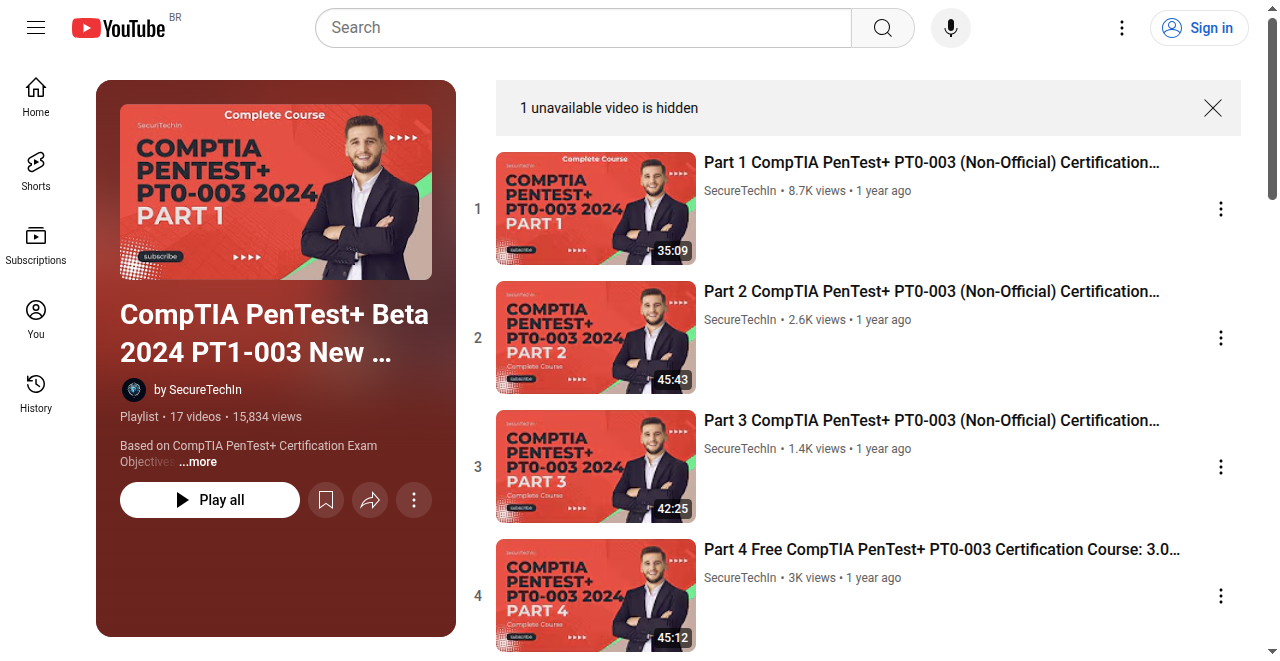 YouTube BR
Search
Sign in
Home
Shorts
Subscriptions
You
History
Complete Course
SecuriTechIn
COMPTIA
PENTEST+
PT0-003 2024
PART 1
subscribe
CompTIA PenTest+ Beta
2024 PT1-003 New ...
by SecureTechIn
Playlist • 17 videos • 15,834 views
Based on CompTIA PenTest+ Certification Exam
Objectives ...more
Play all
1 unavailable video is hidden
1
Complete Course
COMPTIA
PENTEST+
PT0-003 2024
PART 1
subscribe
35:09
Part 1 CompTIA PenTest+ PT0-003 (Non-Official) Certification...
SecureTechIn • 8.7K views • 1 year ago
2
COMPTIA
PENTEST+
PT0-003 2024
PART 2
Complete Course
subscribe
45:43
Part 2 CompTIA PenTest+ PT0-003 (Non-Official) Certification...
SecureTechIn • 2.6K views • 1 year ago
3
COMPTIA
PENTEST+
PT0-003 2024
PART 3
Complete Course
subscribe
42:25
Part 3 CompTIA PenTest+ PT0-003 (Non-Official) Certification...
SecureTechIn • 1.4K views • 1 year ago
4
COMPTIA
PENTEST+
PT0-003 2024
PART 4
Complete Course
subscribe
45:12
Part 4 Free CompTIA PenTest+ PT0-003 Certification Course: 3.0...
SecureTechIn • 3K views • 1 year ago